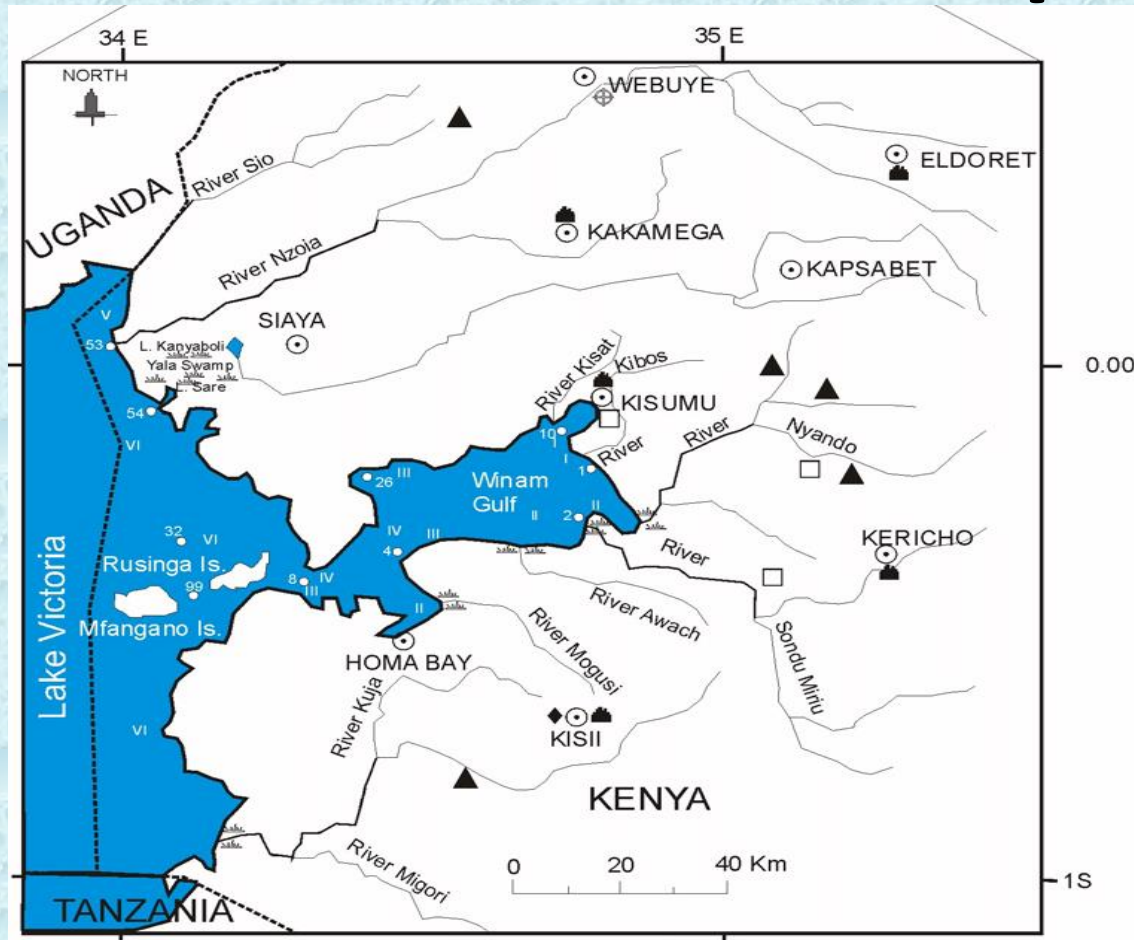 34 E
35 E
NORTH
WEBUYE
ELDORET
River Sio
UGANDA
KAKAMEGA
River Nzoia
KAPSABET
V
SIAYA
53
L. Kanyaboli
Yala Swamp
L. Sare
0.00
River Kisat
Kibos
KISUMU
54
VI
10
I
I
River
1
River
Nyando
26
III
Winam
Gulf
II
2
II
32
VI
IV
III
4
River
KERICHO
Rusinga Is.
8
IV
III
99
Mfangano Is.
II
River Awach
Lake Victoria
HOMA BAY
River Mogusi
Sondu Miriu
River Kuja
VI
KISII
KENYA
0 20 40 Km
River Migori
1S
TANZANIA